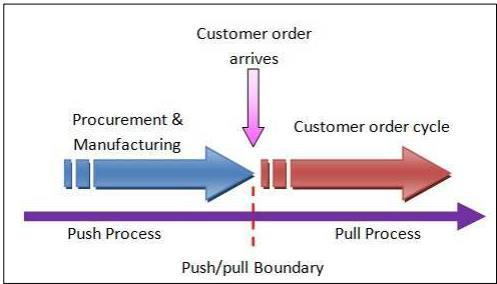 Customer order
arrives
Procurement &
Manufacturing
Customer order cycle
Push Process
Pull Process
Push/pull Boundary